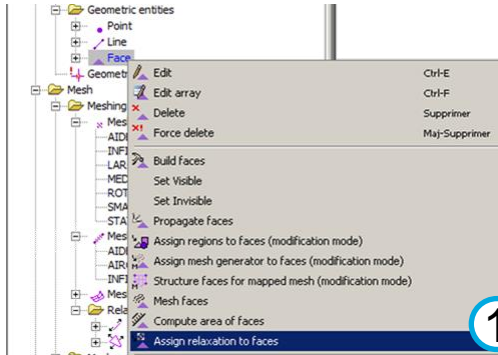 Geometric entities
Point
Line
Face
Geometr
Edit Ctrl-E
Edit array Ctrl-F
Mesh
Delete Supprimer
Meshing
Force delete Maj-Supprimer
Mes
AIDE
INFI
Build faces
LAR
MED
Set Visible
ROT
Set Invisible
SMA
STA
Propagate faces
Mes
Assign regions to faces (modification mode)
AIDE
Assign mesh generator to faces (modification mode)
AIRG
INFI
Structure faces for mapped mesh (modification mode)
Mes
Mesh faces
Rela
Compute area of faces
Assign relaxation to faces
1